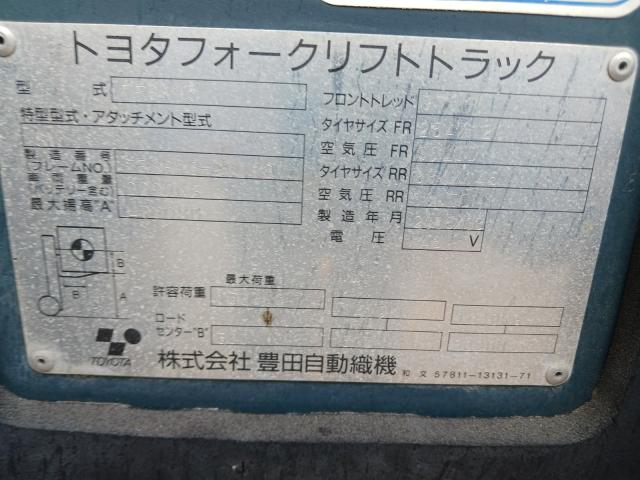 トヨタフォークリフトトラック
型 式
フロントトレッド
特型型式・アタッチメント型式
タイヤサイズ FR
空気圧 FR
製造番号
(フレームNO.)
タイヤサイズ RR
車両重量
(バッテリー含む)
空気圧 RR
最大揚高"A"
製造年月
電圧 V
B
B
A
最大荷重
許容荷重
ロード
センター"B"
TOYOTA
株式会社 豊田自動織機
和 文 57811-13131-71